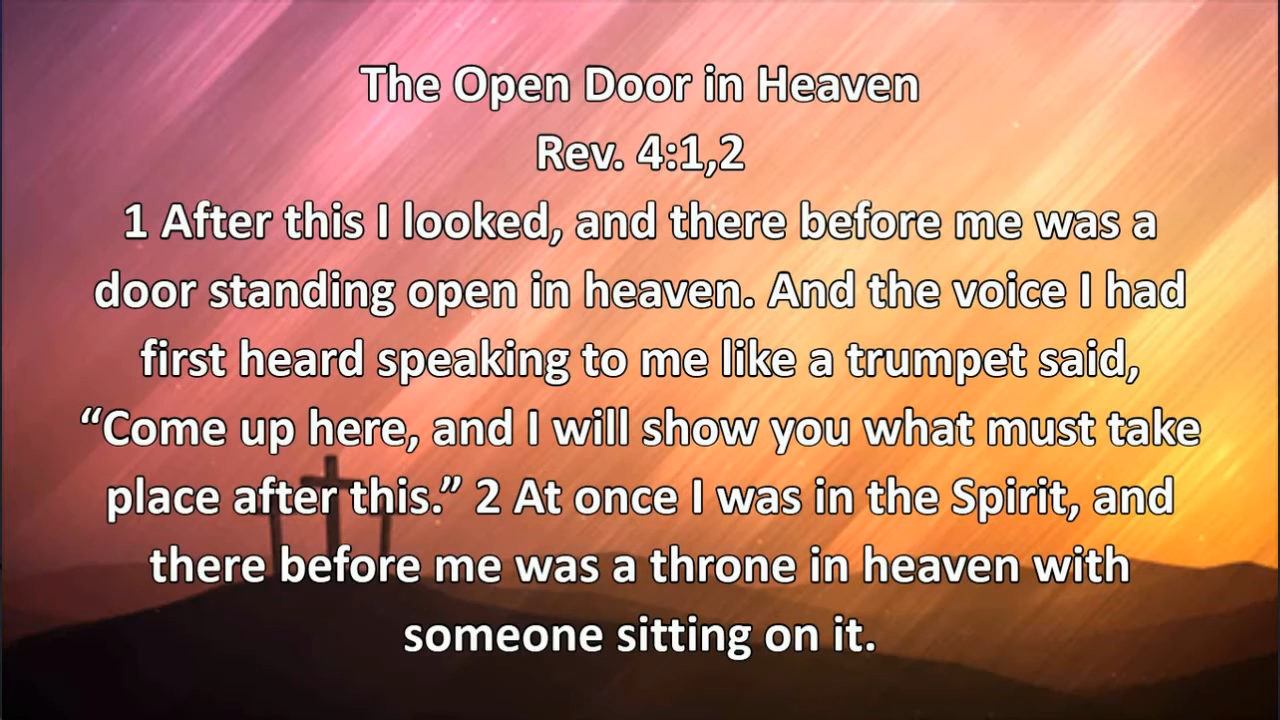 The Open Door in Heaven
Rev. 4:1,2
1 After this I looked, and there before me was a
door standing open in heaven. And the voice I had
first heard speaking to me like a trumpet said,
“Come up here, and I will show you what must take
place after this.” 2 At once I was in the Spirit, and
there before me was a throne in heaven with
someone sitting on it.